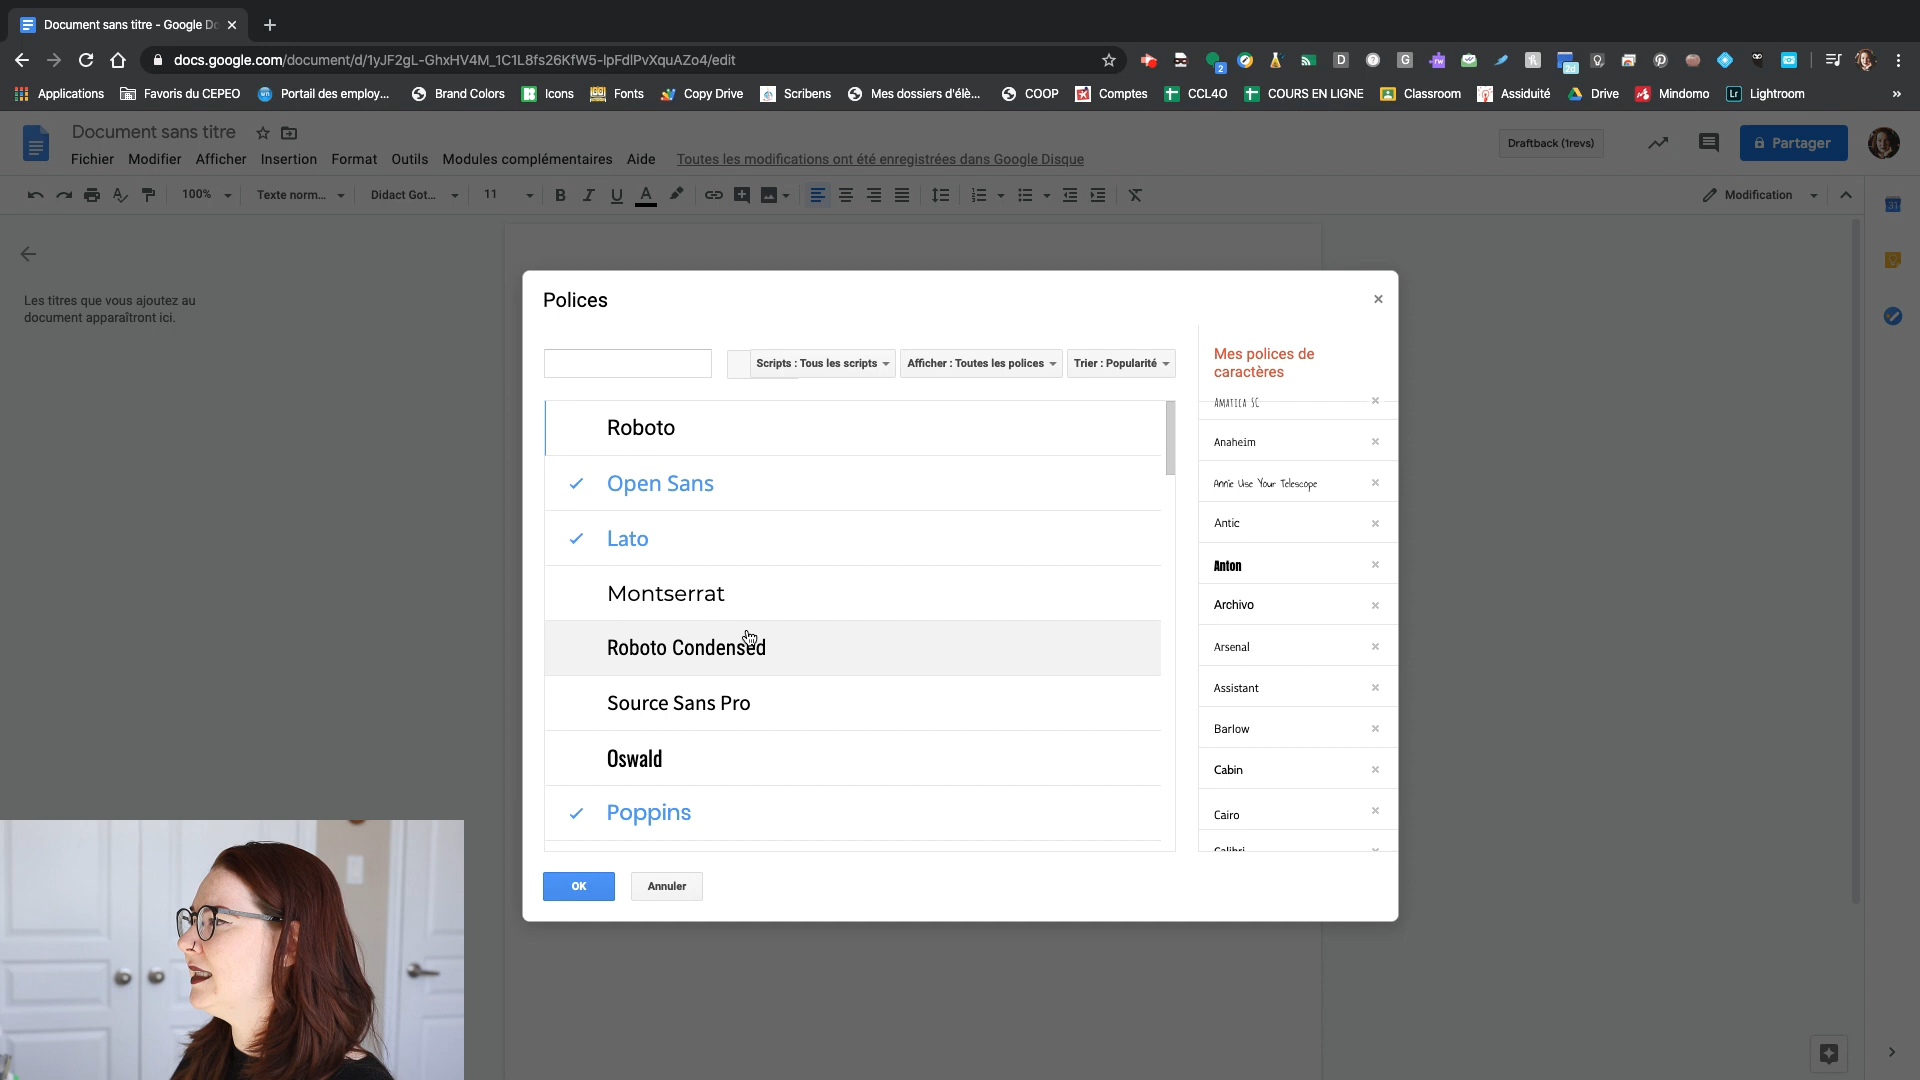 Document sans titre - Google Do
docs.google.com/document/d/1yJF2gL-GhxHV4M_1C1L8fs26KfW5-lpFdlPvXquAZo4/edit
Applications
Favoris du CEPEO
Portail des employ...
Brand Colors
Icons
Fonts
Copy Drive
Scribens
Mes dossiers d'élè...
COOP
Comptes
CCL4O
COURS EN LIGNE
Classroom
Assiduité
Drive
Mindomo
Lightroom
Document sans titre
Draftback (1revs)
Partager
Fichier Modifier Afficher Insertion Format Outils Modules complémentaires Aide
Toutes les modifications ont été enregistrées dans Google Disque
100%
Texte norm...
Didact Got...
11
Modification
Les titres que vous ajoutez au
document apparaîtront ici.
Polices
Scripts : Tous les scripts
Afficher : Toutes les polices
Trier : Popularité
Roboto
Open Sans
Lato
Montserrat
Roboto Condensed
Source Sans Pro
Oswald
Poppins
OK
Annuler
Mes polices de
caractères
Amatica SC
Anaheim
Annie Use Your Telescope
Antic
Anton
Archivo
Arsenal
Assistant
Barlow
Cabin
Cairo
Calibri